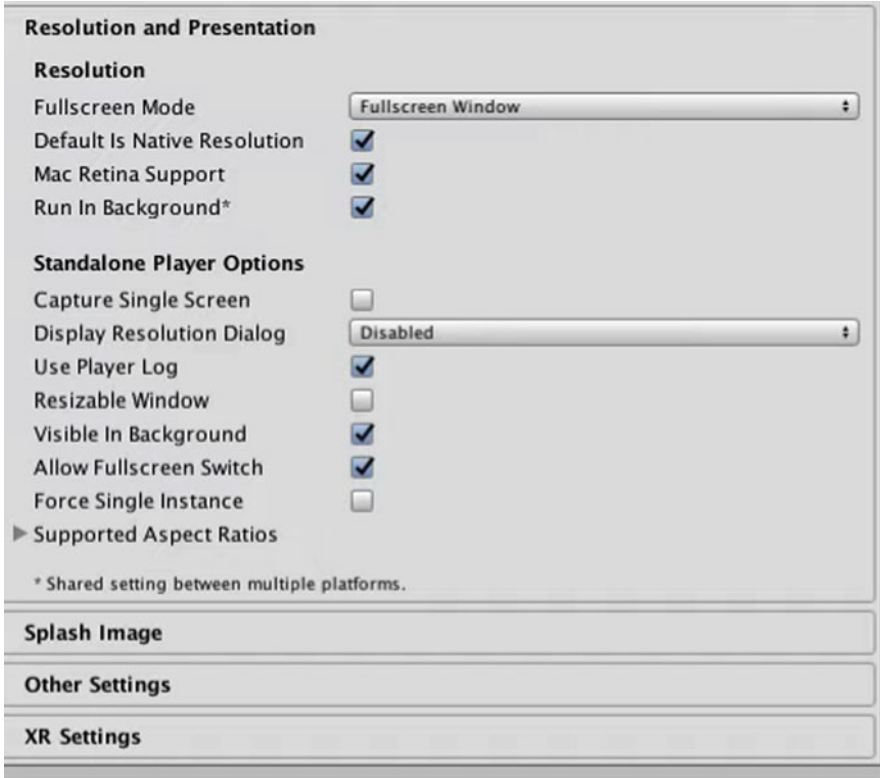 Resolution and Presentation
Resolution
Fullscreen Mode Fullscreen Window
Default Is Native Resolution
Mac Retina Support
Run In Background*
Standalone Player Options
Capture Single Screen
Display Resolution Dialog Disabled
Use Player Log
Resizable Window
Visible In Background
Allow Fullscreen Switch
Force Single Instance
Supported Aspect Ratios
* Shared setting between multiple platforms.
Splash Image
Other Settings
XR Settings